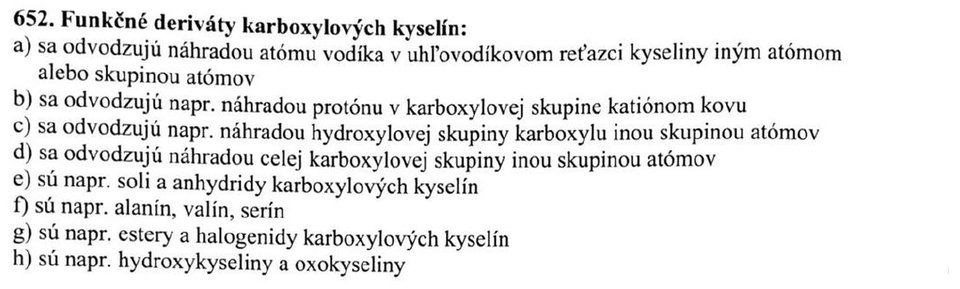 652. Funkčné deriváty karboxylových kyselín:
a) sa odvodzujú náhradou atómu vodíka v uhľovodíkovom reťazci kyseliny iným atómom
alebo skupinou atómov
b) sa odvodzujú napr. náhradou protónu v karboxylovej skupine katiónom kovu
c) sa odvodzujú napr. náhradou hydroxylovej skupiny karboxylu inou skupinou atómov
d) sa odvodzujú náhradou celej karboxylovej skupiny inou skupinou atómov
e) sú napr. soli a anhydridy karboxylových kyselín
f) sú napr. alanín, valín, serín
g) sú napr. estery a halogenidy karboxylových kyselín
h) sú napr. hydroxykyseliny a oxokyseliny